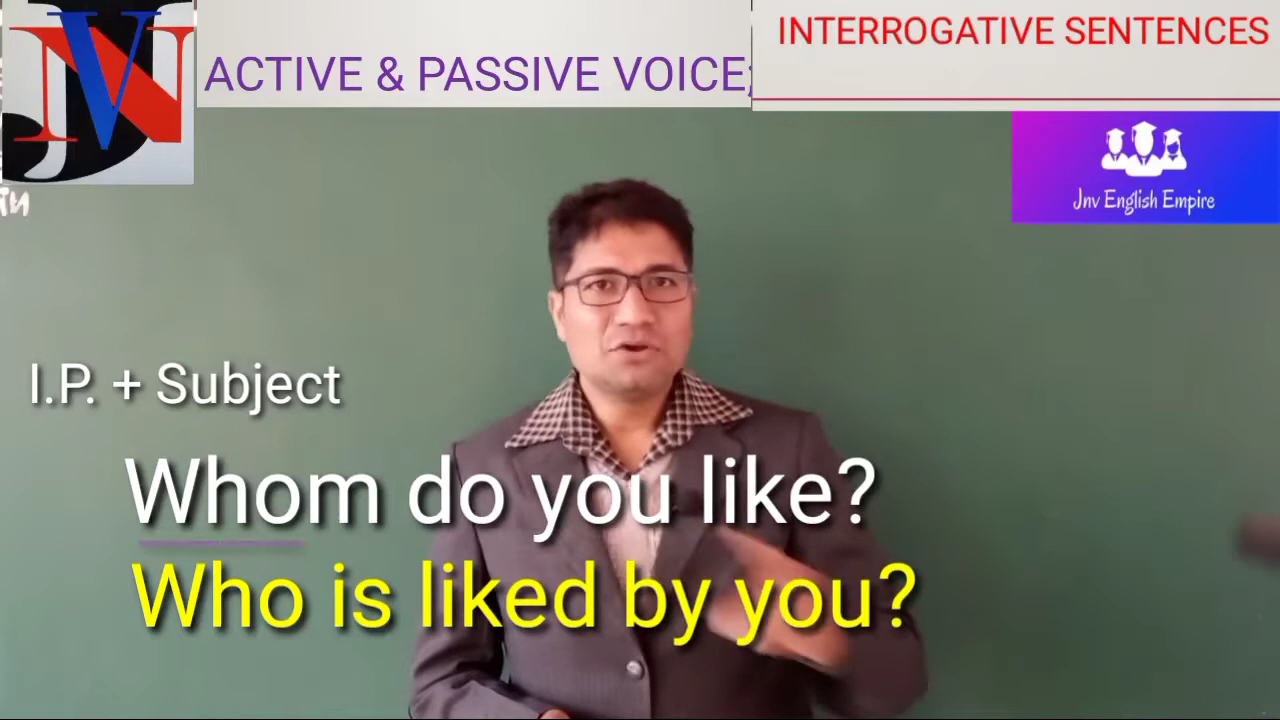 JNV
ACTIVE & PASSIVE VOICE;
INTERROGATIVE SENTENCES
Jnv English Empire
I.P. + Subject
Whom do you like?
Who is liked by you?